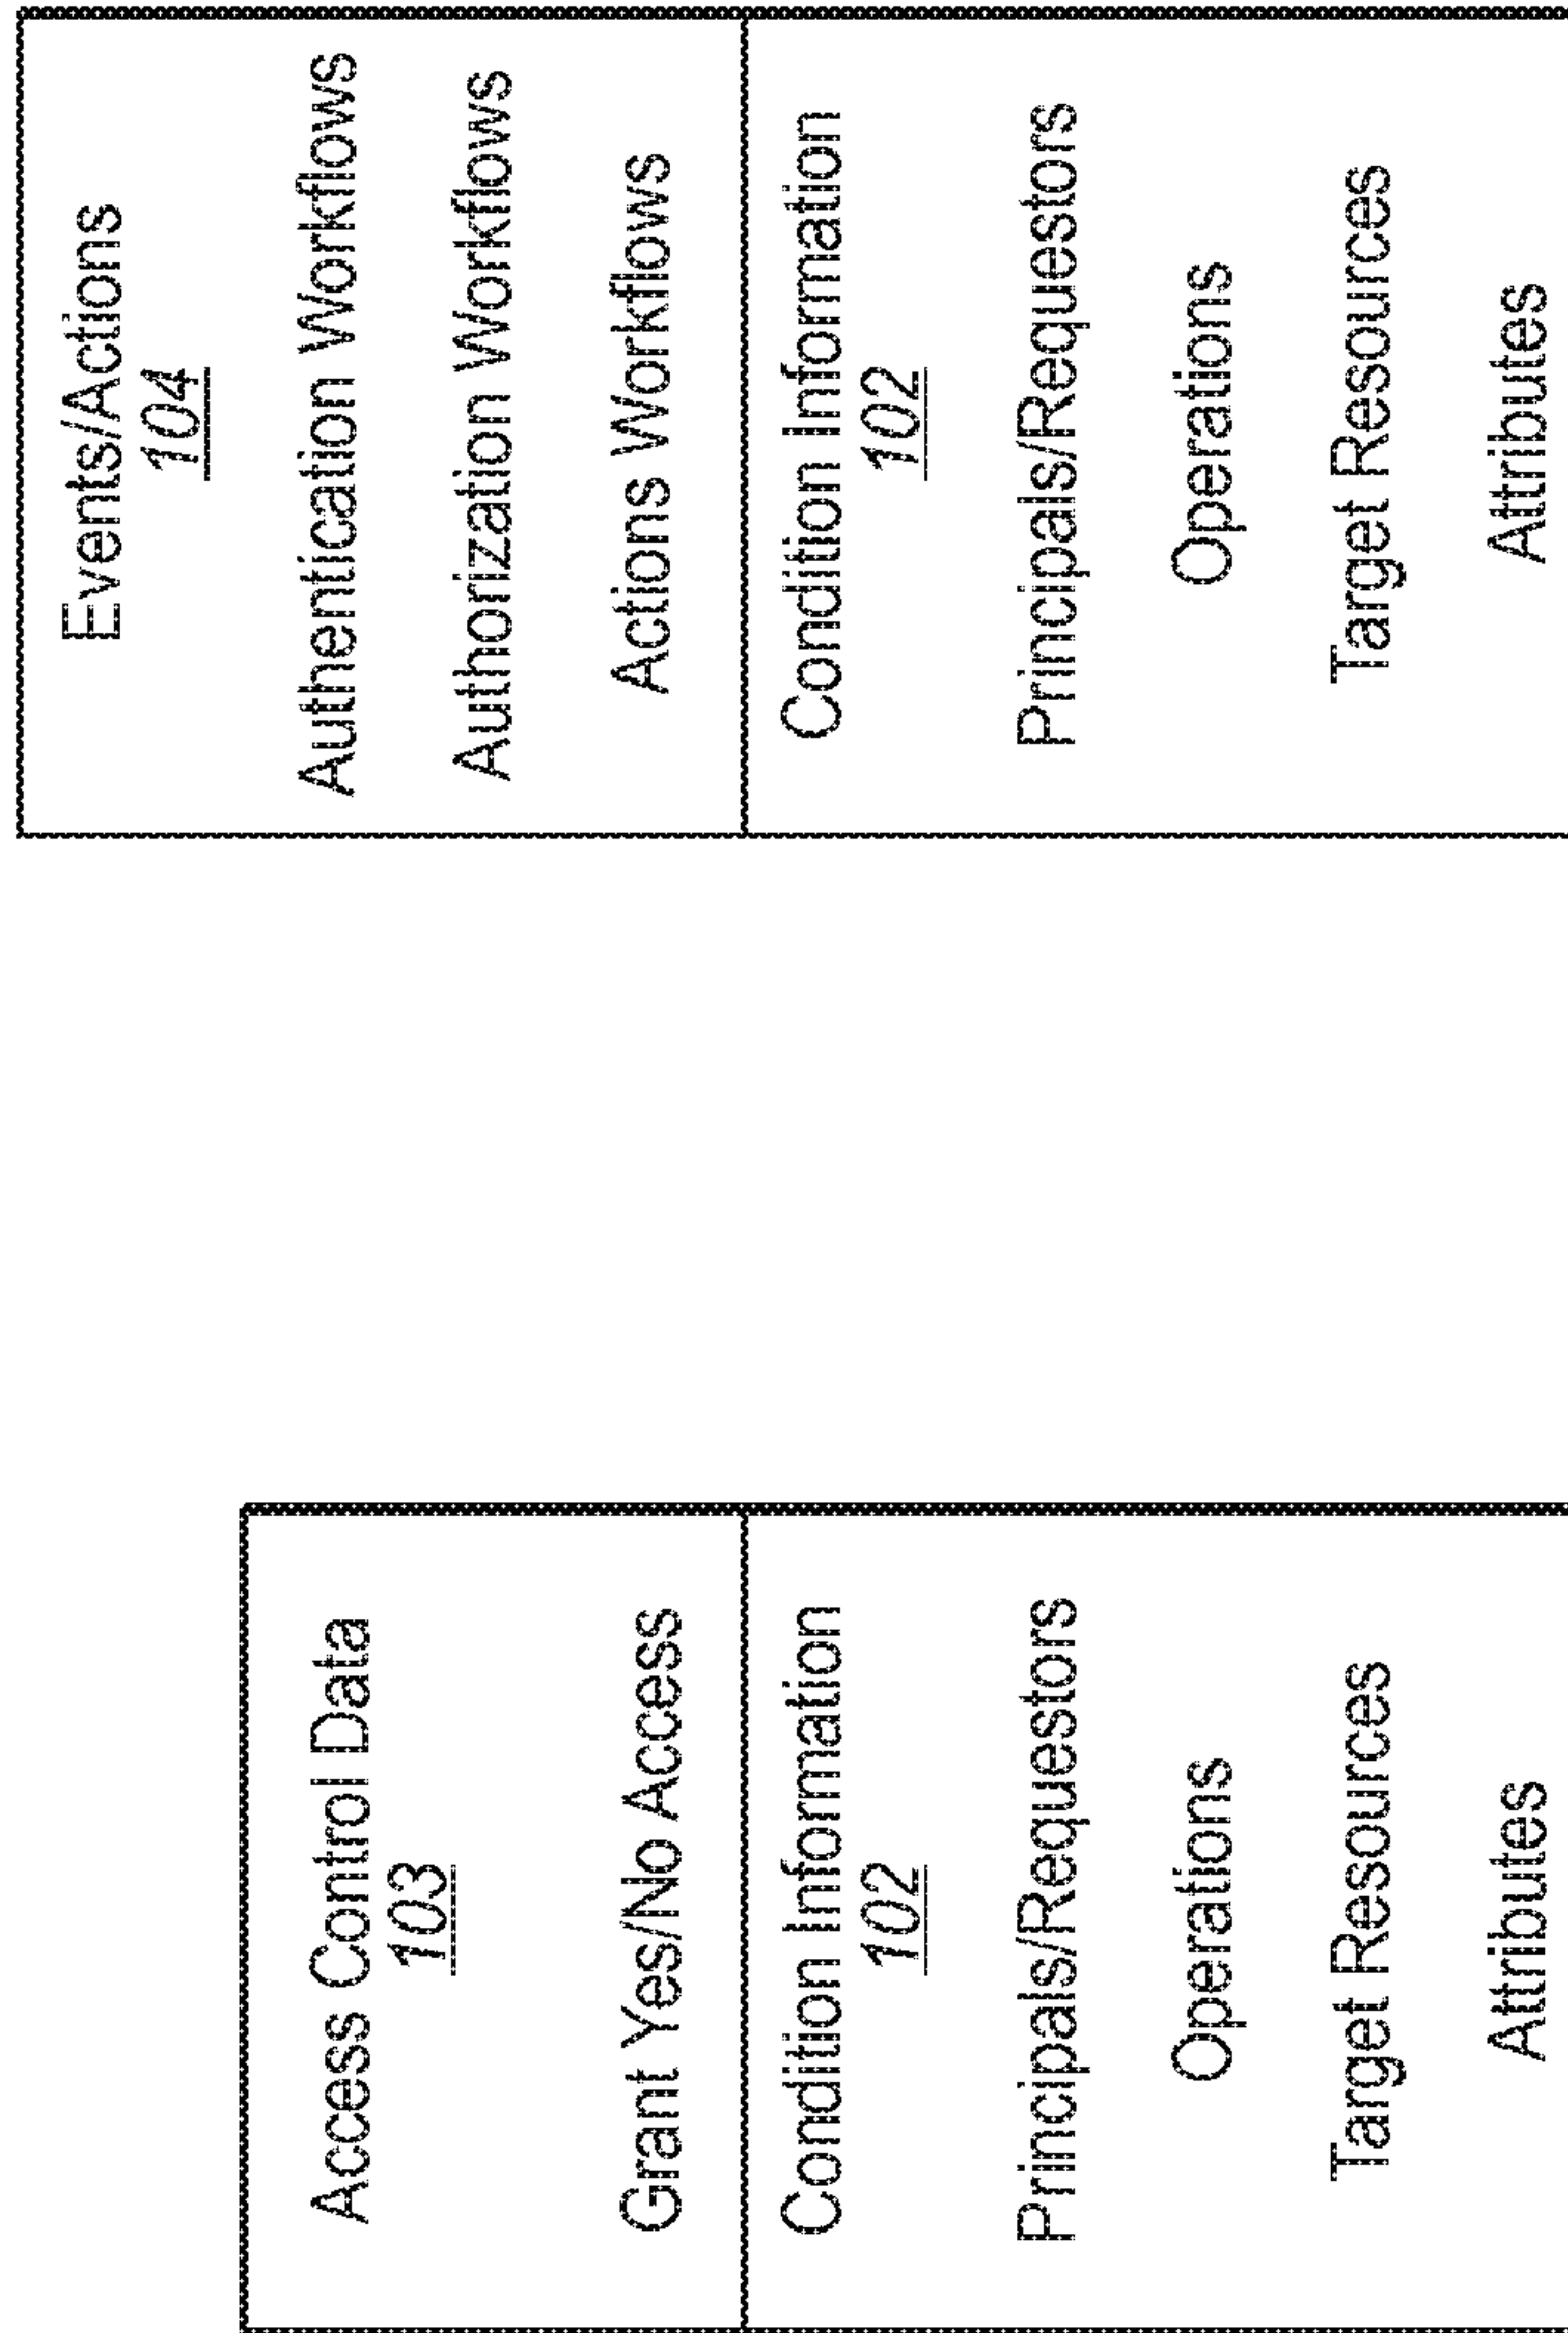 Access Control Data
103
Grant Yes/No Access
Condition Information
102
Principals/Requestors
Operations
Target Resources
Attributes
Events/Actions
104
Authentication Workflows
Authorization Workflows
Actions Workflows
Condition Information
102
Principals/Requestors
Operations
Target Resources
Attributes